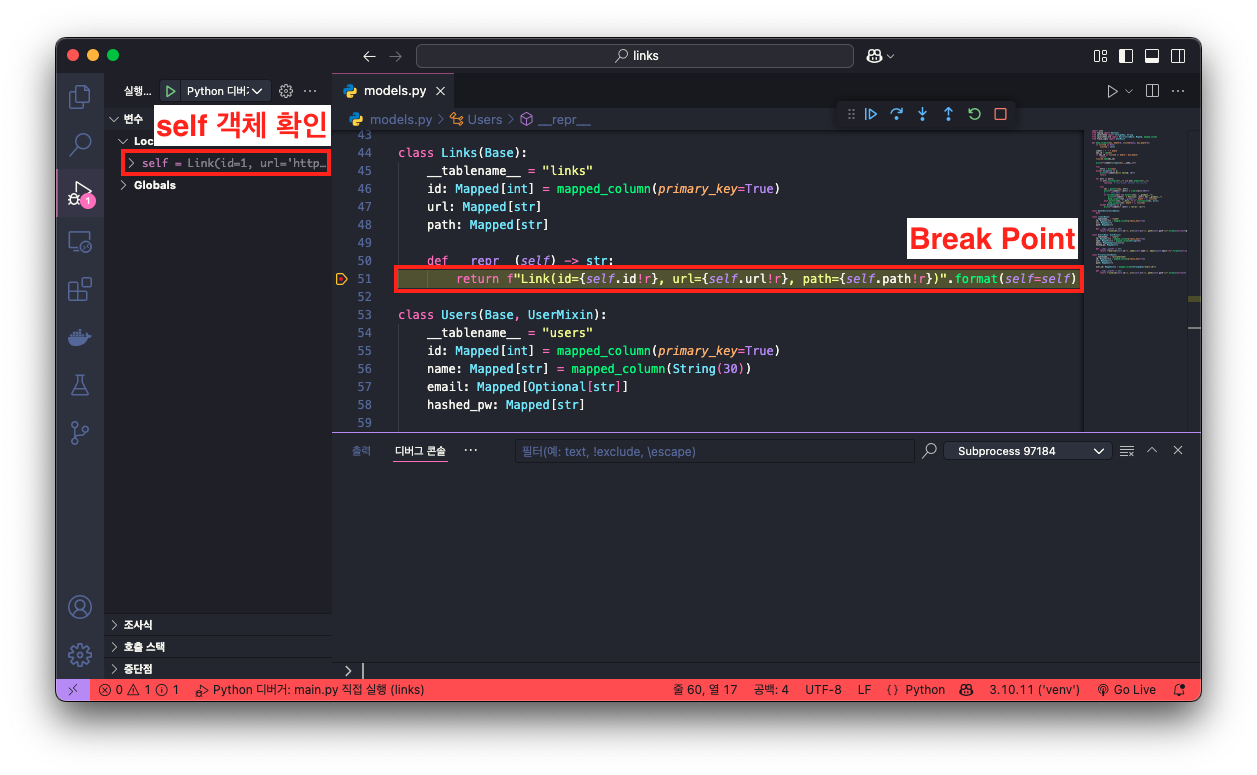 links
실행...
Python 디버:
models.py
변수
self 객체 확인
Loc
self = Link(id=1, url='http...
Globals
models.py > Users > __repr__
43
44 class Links(Base):
45 __tablename__ = "links"
46 id: Mapped[int] = mapped_column(primary_key=True)
47 url: Mapped[str]
48 path: Mapped[str]
49
Break Point
50 def __repr__(self) -> str:
51 return f"Link(id={self.id!r}, url={self.url!r}, path={self.path!r})".format(self=self)
52
53 class Users(Base, UserMixin):
54 __tablename__ = "users"
55 id: Mapped[int] = mapped_column(primary_key=True)
56 name: Mapped[str] = mapped_column(String(30))
57 email: Mapped[Optional[str]]
58 hashed_pw: Mapped[str]
59
출력
디버그 콘솔
필터(예: text, !exclude, \escape)
Subprocess 97184
조사식
호출 스택
중단점
1
0 1 1 Python 디버거: main.py 직접 실행 (links) 줄 60, 열 17 공백: 4 UTF-8 LF {} Python 3.10.11 ('venv') Go Live